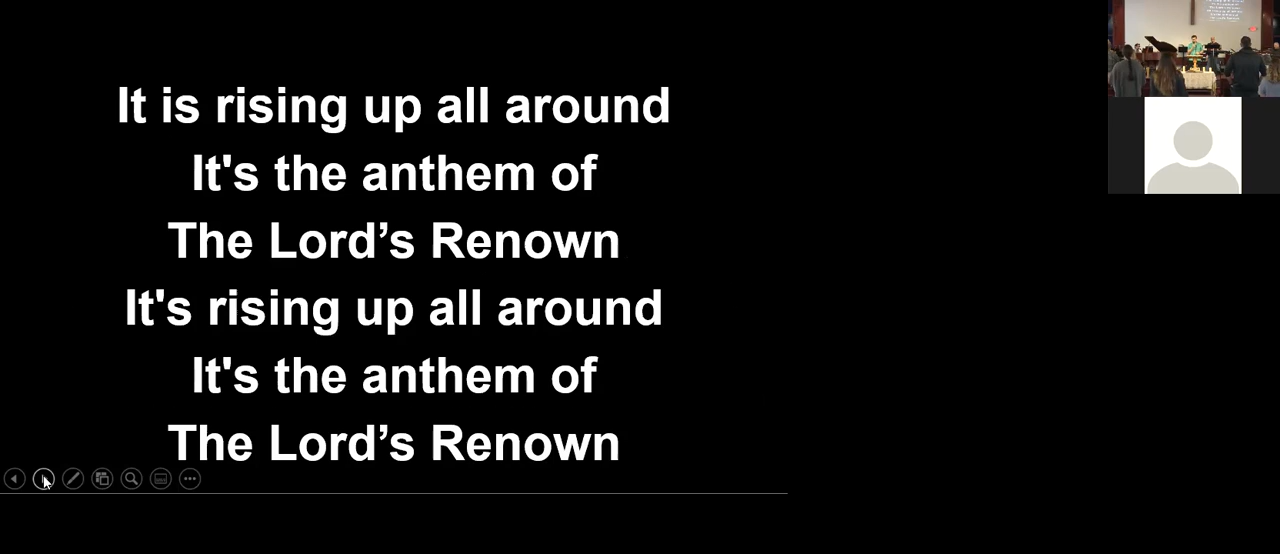 It is rising up all around
It's the anthem of
The Lord’s Renown
It's rising up all around
It's the anthem of
The Lord’s Renown